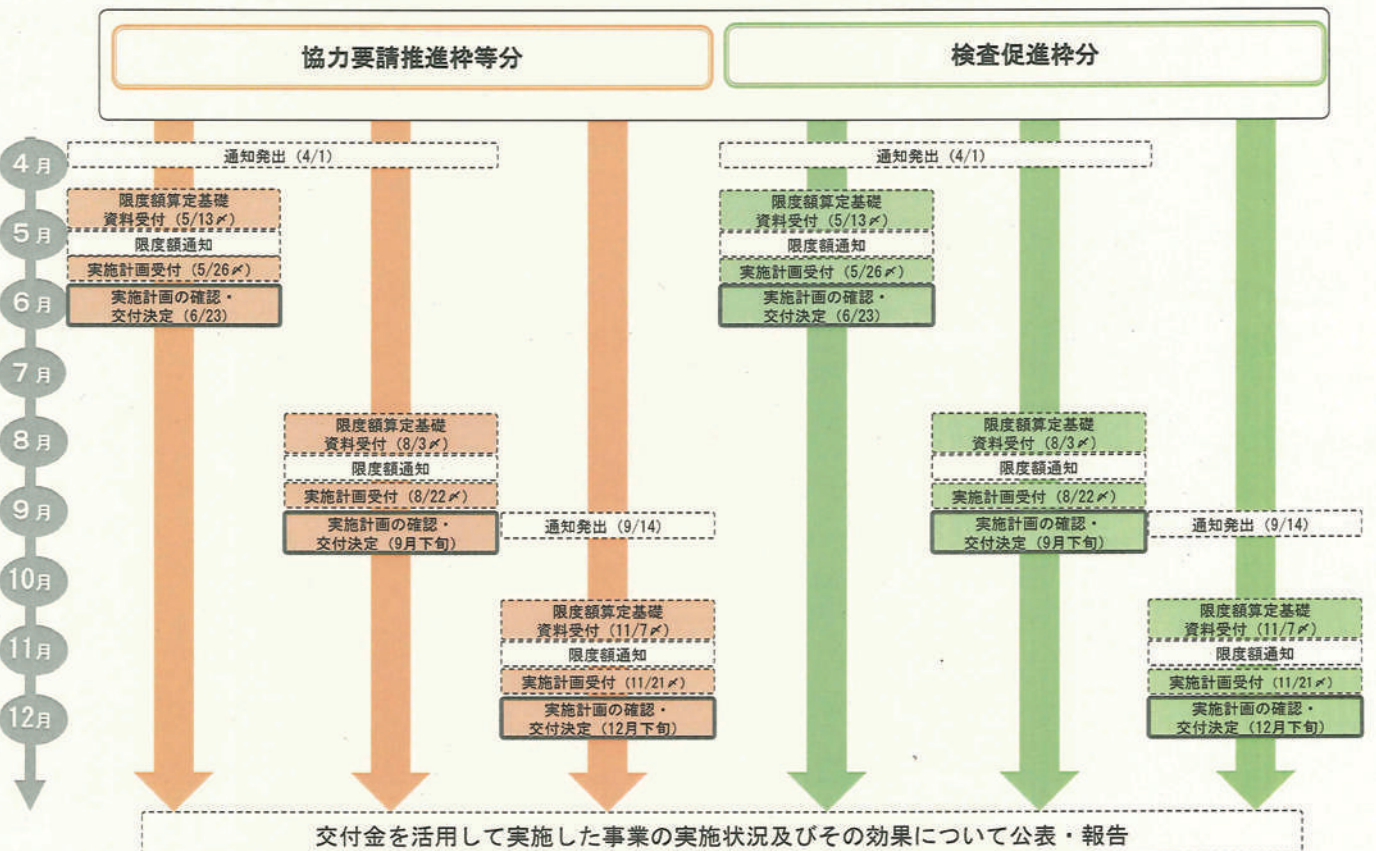 協力要請推進枠等分
検査促進枠分
4月
5月
6月
7月
8月
9月
10月
11月
12月
通知発出（4/1）
限度額算定基礎
資料受付（5/13〆）
限度額通知
実施計画受付（5/26〆）
実施計画の確認・
交付決定（6/23）
限度額算定基礎
資料受付（8/3〆）
限度額通知
実施計画受付（8/22〆）
実施計画の確認・
交付決定（9月下旬）
通知発出（9/14）
限度額算定基礎
資料受付（11/7〆）
限度額通知
実施計画受付（11/21〆）
実施計画の確認・
交付決定（12月下旬）
通知発出（4/1）
限度額算定基礎
資料受付（5/13〆）
限度額通知
実施計画受付（5/26〆）
実施計画の確認・
交付決定（6/23）
限度額算定基礎
資料受付（8/3〆）
限度額通知
実施計画受付（8/22〆）
実施計画の確認・
交付決定（9月下旬）
通知発出（9/14）
限度額算定基礎
資料受付（11/7〆）
限度額通知
実施計画受付（11/21〆）
実施計画の確認・
交付決定（12月下旬）
交付金を活用して実施した事業の実施状況及びその効果について公表・報告